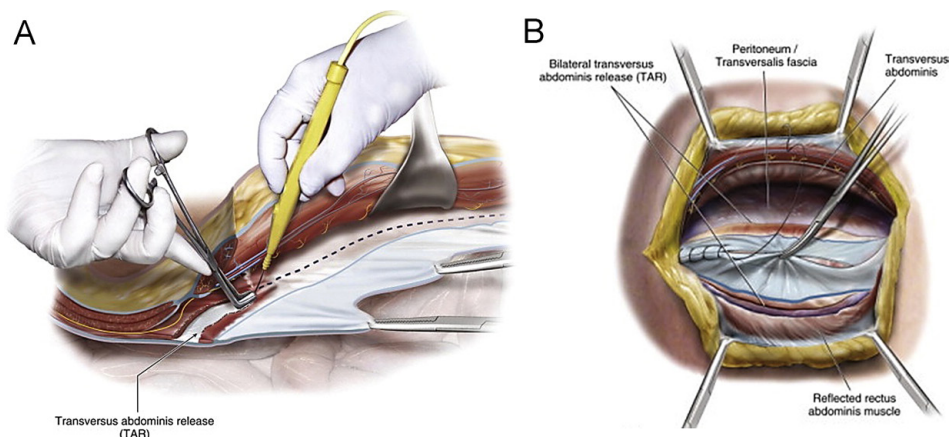 A
Transversus abdominis release
(TAR)
B
Bilateral transversus
abdominis release (TAR)
Peritoneum /
Transversalis fascia
Transversus
abdominis
Reflected rectus
abdominis muscle